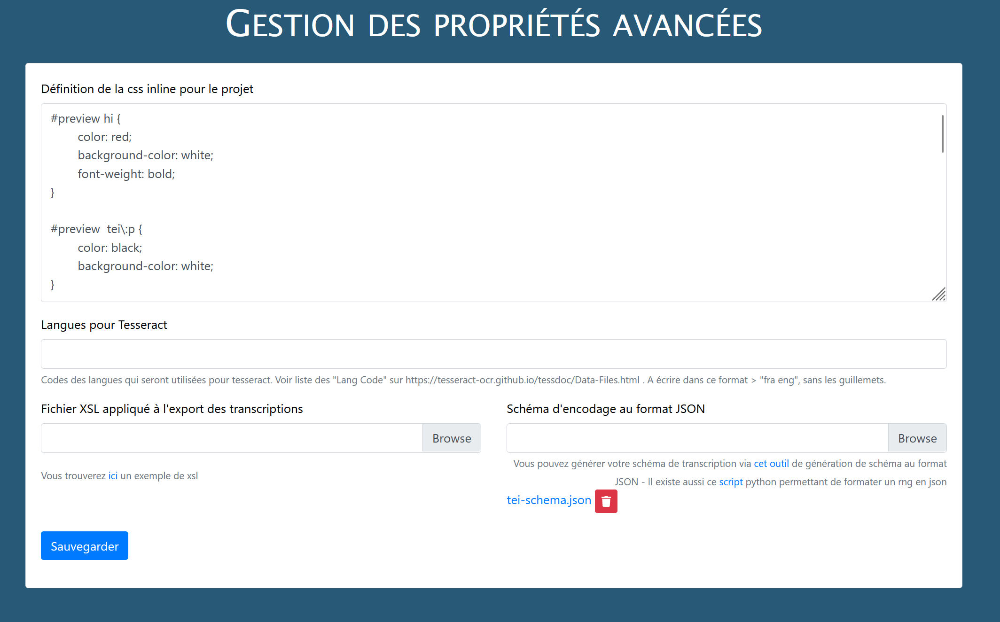 Gestion des propriétés avancées
Définition de la css inline pour le projet
#preview hi {
color: red;
background-color: white;
font-weight: bold;
}
#preview  tei\:p {
color: black;
background-color: white;
}
Langues pour Tesseract
Codes des langues qui seront utilisées pour tesseract. Voir liste des "Lang Code" sur https://tesseract-ocr.github.io/tessdoc/Data-Files.html . A écrire dans ce format > "fra eng", sans les guillemets.
Fichier XSL appliqué à l'export des transcriptions
Browse
Vous trouverez ici un exemple de xsl
Schéma d'encodage au format JSON
Browse
Vous pouvez générer votre schéma de transcription via cet outil de génération de schéma au format
JSON - Il existe aussi ce script python permettant de formater un rng en json
tei-schema.json
Sauvegarder